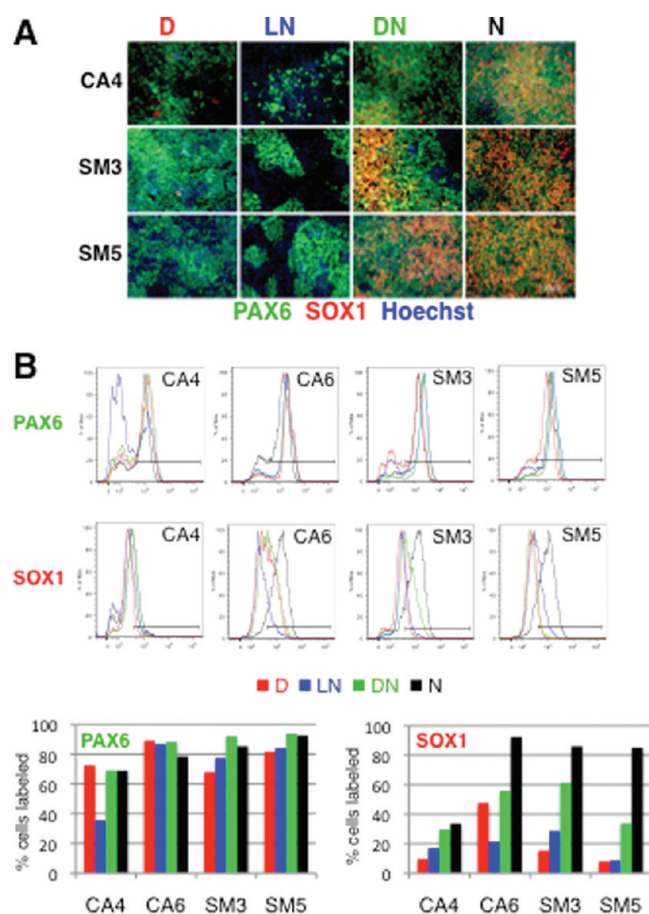 A
D LN DN N
CA4
SM3
SM5
PAX6 SOX1 Hoechst
B
CA4 CA6 SM3 SM5
PAX6
CA4 CA6 SM3 SM5
SOX1
D LN DN N
PAX6
% cells labeled
100
80
60
40
20
0
CA4 CA6 SM3 SM5
SOX1
% cells labeled
100
80
60
40
20
0
CA4 CA6 SM3 SM5